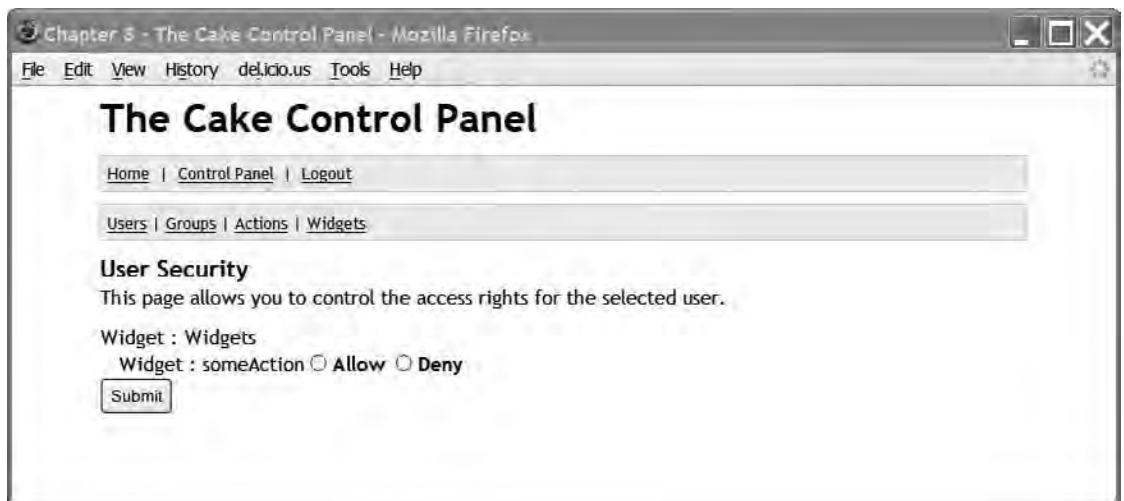 Chapter 8 - The Cake Control Panel - Mozilla Firefox
File Edit View History del.icio.us Tools Help
The Cake Control Panel
Home | Control Panel | Logout
Users | Groups | Actions | Widgets
User Security
This page allows you to control the access rights for the selected user.
Widget : Widgets
Widget : someAction Allow Deny
Submit